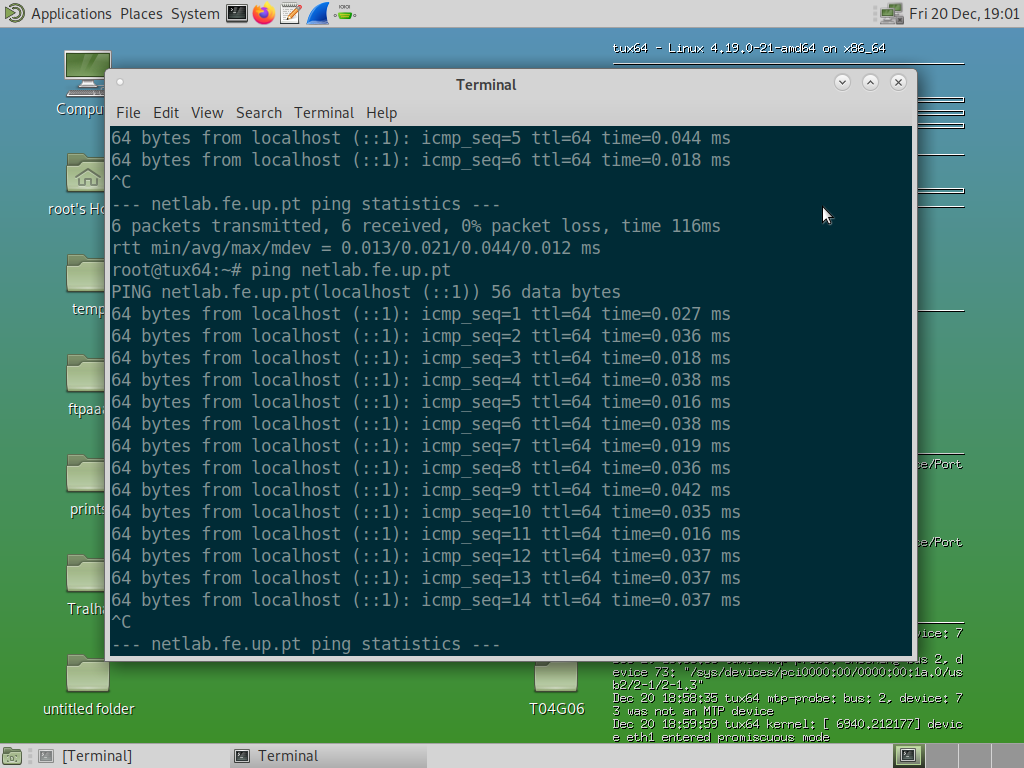 Applications Places System Fri 20 Dec, 19:01
tux64 - Linux 4.19.0-21-amd64 on x86_64
Terminal
File Edit View Search Terminal Help
64 bytes from localhost (::1): icmp_seq=5 ttl=64 time=0.044 ms
64 bytes from localhost (::1): icmp_seq=6 ttl=64 time=0.018 ms
^C
--- netlab.fe.up.pt ping statistics ---
6 packets transmitted, 6 received, 0% packet loss, time 116ms
rtt min/avg/max/mdev = 0.013/0.021/0.044/0.012 ms
root@tux64:~# ping netlab.fe.up.pt
PING netlab.fe.up.pt(localhost (::1)) 56 data bytes
64 bytes from localhost (::1): icmp_seq=1 ttl=64 time=0.027 ms
64 bytes from localhost (::1): icmp_seq=2 ttl=64 time=0.036 ms
64 bytes from localhost (::1): icmp_seq=3 ttl=64 time=0.018 ms
64 bytes from localhost (::1): icmp_seq=4 ttl=64 time=0.038 ms
64 bytes from localhost (::1): icmp_seq=5 ttl=64 time=0.016 ms
64 bytes from localhost (::1): icmp_seq=6 ttl=64 time=0.038 ms
64 bytes from localhost (::1): icmp_seq=7 ttl=64 time=0.019 ms
64 bytes from localhost (::1): icmp_seq=8 ttl=64 time=0.036 ms
64 bytes from localhost (::1): icmp_seq=9 ttl=64 time=0.042 ms
64 bytes from localhost (::1): icmp_seq=10 ttl=64 time=0.035 ms
64 bytes from localhost (::1): icmp_seq=11 ttl=64 time=0.016 ms
64 bytes from localhost (::1): icmp_seq=12 ttl=64 time=0.037 ms
64 bytes from localhost (::1): icmp_seq=13 ttl=64 time=0.037 ms
64 bytes from localhost (::1): icmp_seq=14 ttl=64 time=0.037 ms
^C
--- netlab.fe.up.pt ping statistics ---
Compu
root's Ho
temp
ftpaaa
prints
Tralha
untitled folder
T04G06
ce/Port
ce/Port
vice: 7
us 2, d
evice 73: "/sys/devices/pci0000:00/0000:00:1a.0/us
b2/2-1/2-1.3"
Dec 20 18:58:35 tux64 mtp-probe: bus: 2, device: 7
3 was not an MTP device
Dec 20 18:59:59 tux64 kernel: [ 6940.212177] devic
e eth1 entered promiscuous mode
[Terminal] Terminal